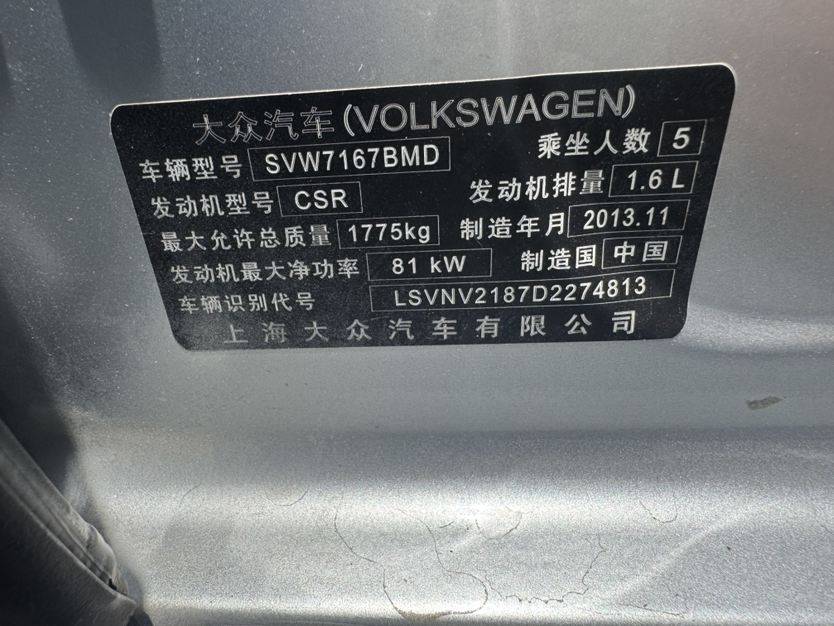 大众汽车(VOLKSWAGEN)
车辆型号 SVW7167BMD 乘坐人数 5
发动机型号 CSR 发动机排量 1.6 L
最大允许总质量 1775kg 制造年月 2013.11
发动机最大净功率 81 kW 制造国 中国
车辆识别代号 LSVNV2187D2274813
上海大众汽车有限公司